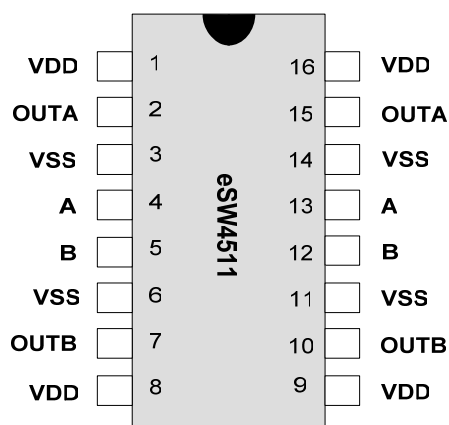 VDD 1 16 VDD
OUTA 2 15 OUTA
VSS 3 14 VSS
A 4 13 A
eSW4511
B 5 12 B
VSS 6 11 VSS
OUTB 7 10 OUTB
VDD 8 9 VDD